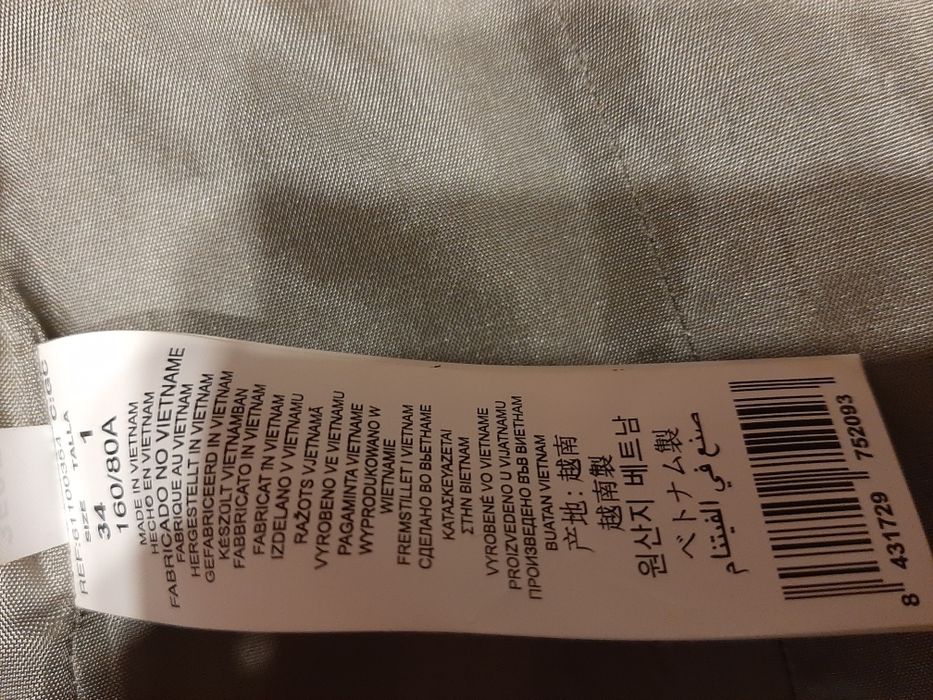 SIZE TALLA
34 1
160/80A
MADE IN VIETNAM
HECHO EN VIETNAM
FABRICADO NO VIETNAME
FABRIQUE AU VIETNAM
HERGESTELLT IN VIETNAM
GEFABRICEERD IN VIETNAM
KÉSZÜLT VIETNAMBAN
FABBRICATO IN VIETNAM
FABRICAT ÎN VIETNAM
IZDELANO V VIETNAMU
RAŽOTS VJETNAMĀ
VYROBENO VE VIETNAMU
PAGAMINTA VIETNAME
WYPRODUKOWANO W
WIETNAMIE
FREMSTILLET I VIETNAM
СДЕЛАНО ВО ВЬЕТНАМЕ
ΚΑΤΑΣΚΕΥΑΖΕΤΑΙ
ΣΤΗΝ ΒΙΕΤΝΑΜ
VYROBENÉ VO VIETNAME
PROIZVEDENO U VIJATNAMU
ПРОИЗВЕДЕНО ВЪВ ВИЕТНАМ
BUATAN VIETNAM
产地: 越南
越南製
원산지 베트남
ベトナム製
صنع في الفيتنام
8 431729 752093